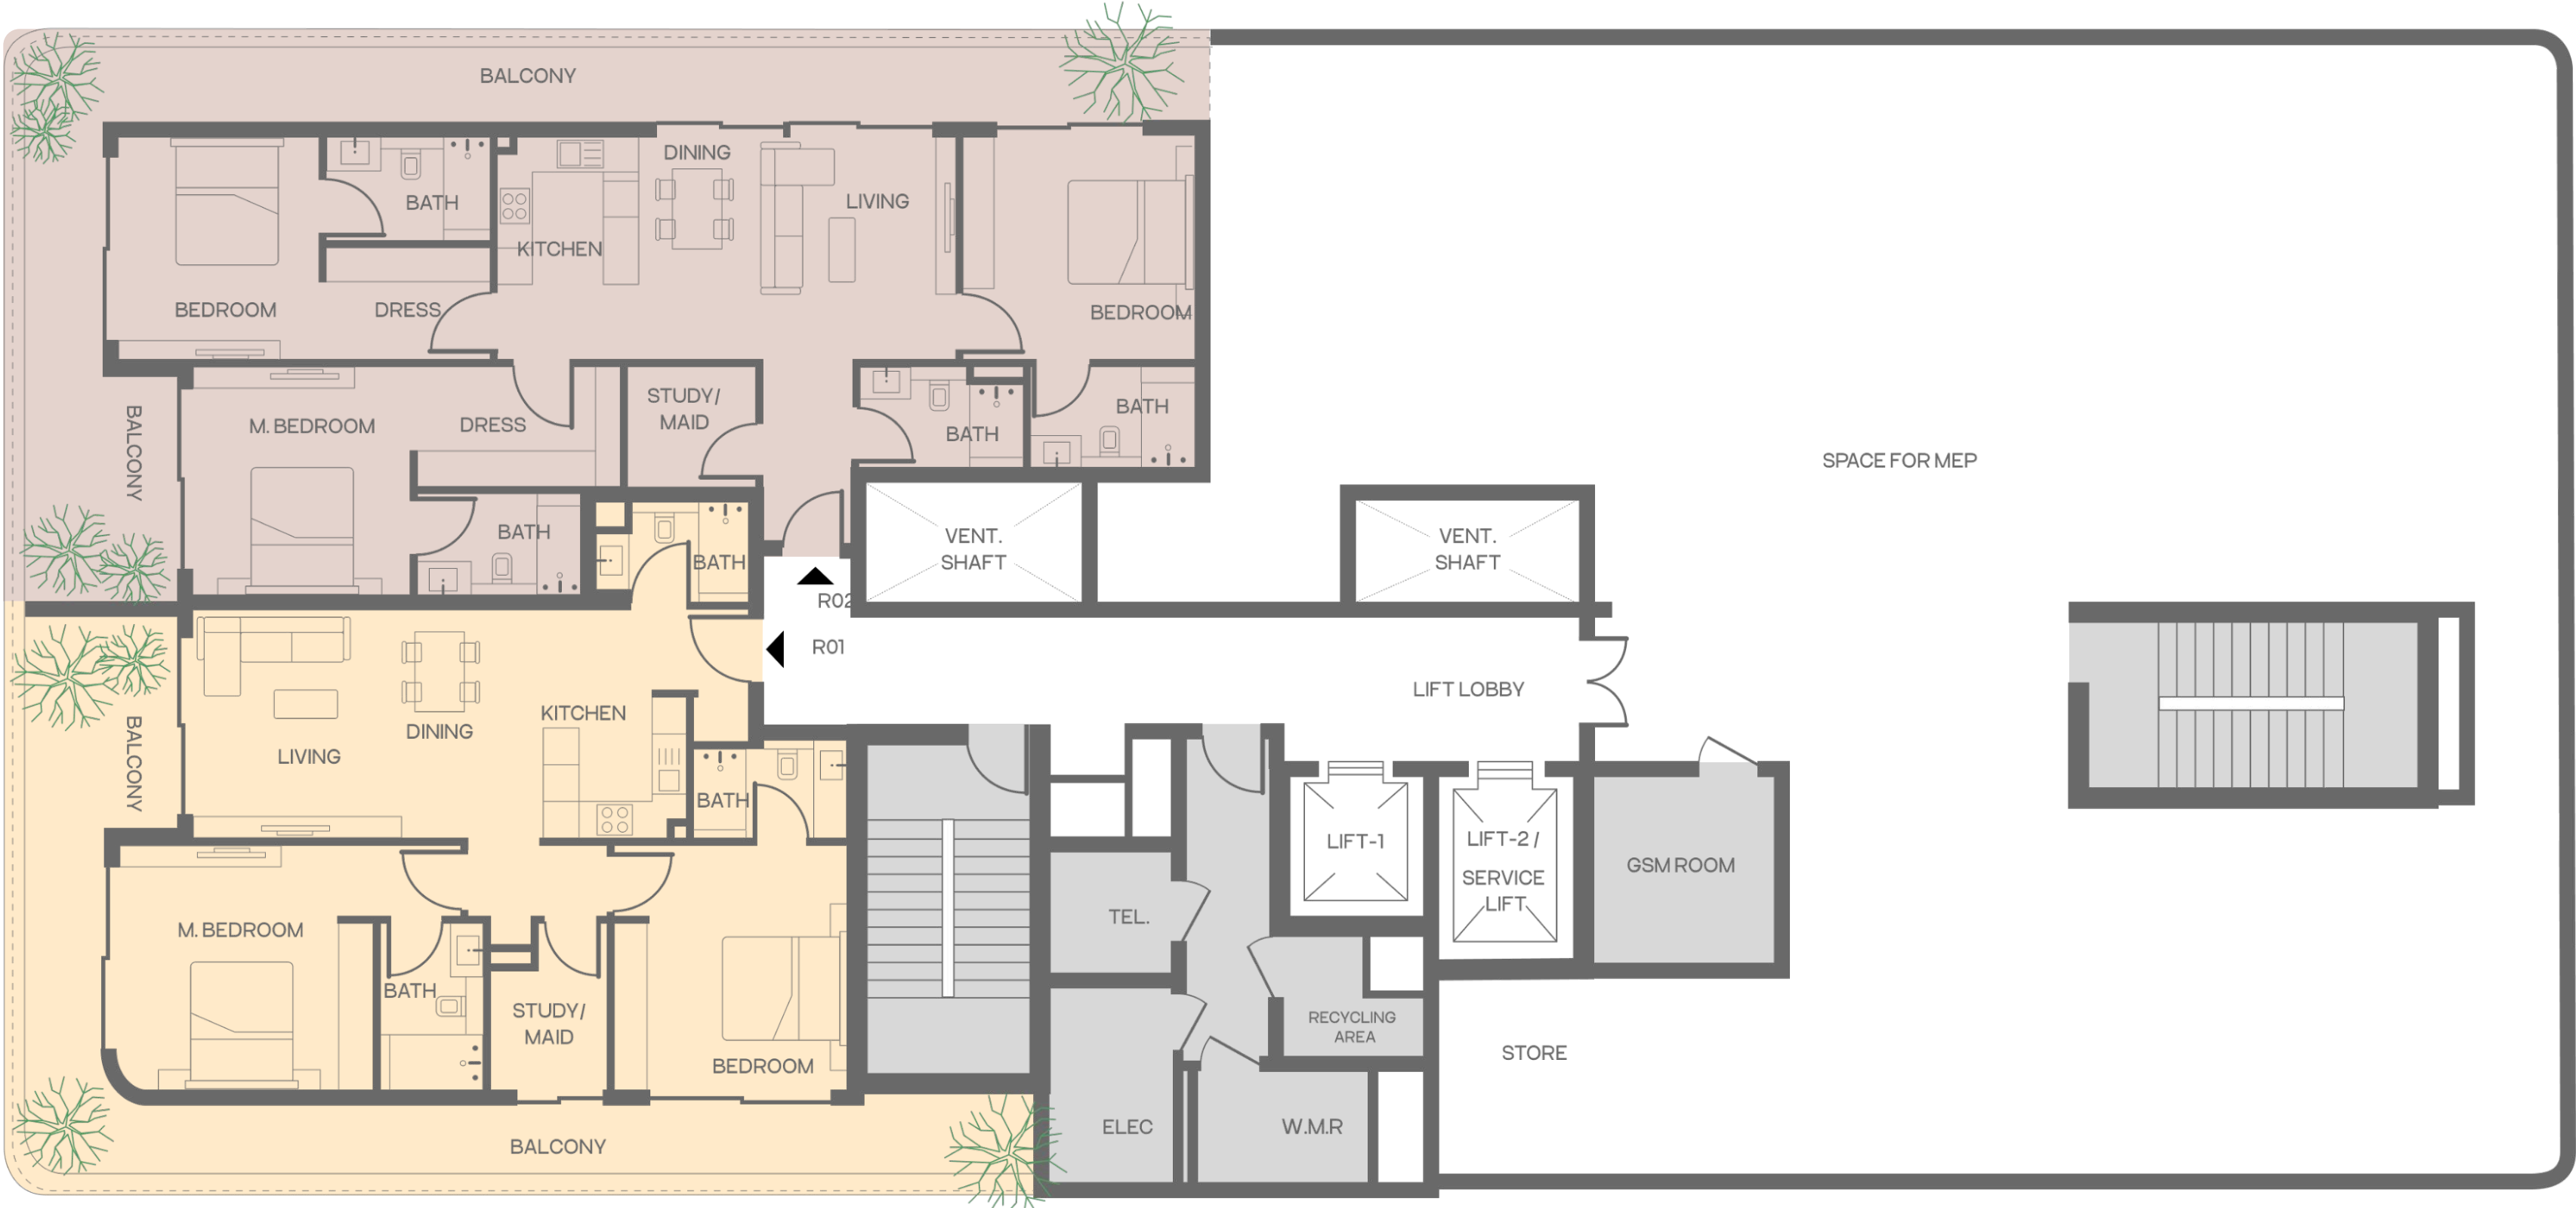 BALCONY
DINING
LIVING
BATH
KITCHEN
BEDROOM
DRESS
BEDROOM
BALCONY
M. BEDROOM
DRESS
STUDY/
MAID
BATH
BATH
BATH
BATH
VENT.
SHAFT
VENT.
SHAFT
SPACE FOR MEP
R02
R01
LIFT LOBBY
BALCONY
LIVING
DINING
KITCHEN
BATH
M. BEDROOM
BATH
STUDY/
MAID
BEDROOM
BALCONY
LIFT-1
LIFT-2 /
SERVICE
LIFT
GSM ROOM
TEL.
RECYCLING
AREA
STORE
ELEC
W.M.R